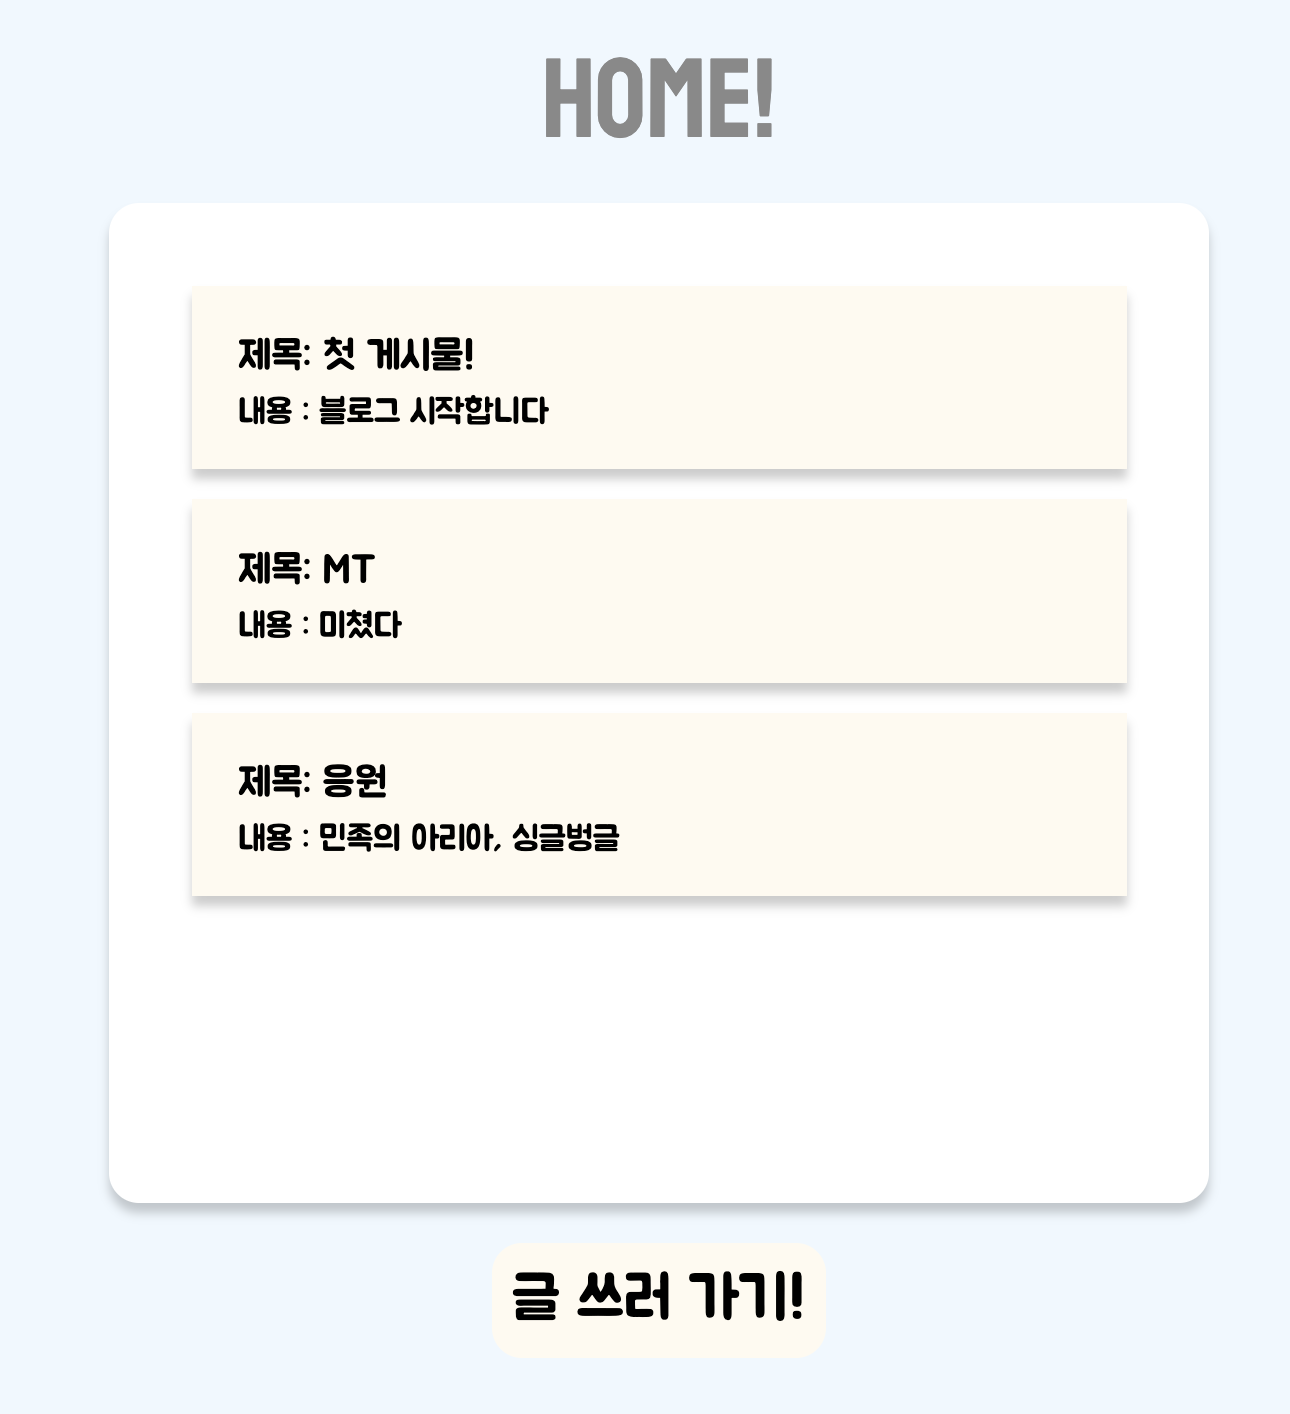 HOME!
제목: 첫 게시물!
내용 : 블로그 시작합니다
제목: MT
내용 : 미쳤다
제목: 응원
내용 : 민족의 아리아, 싱글벙글
글 쓰러 가기!